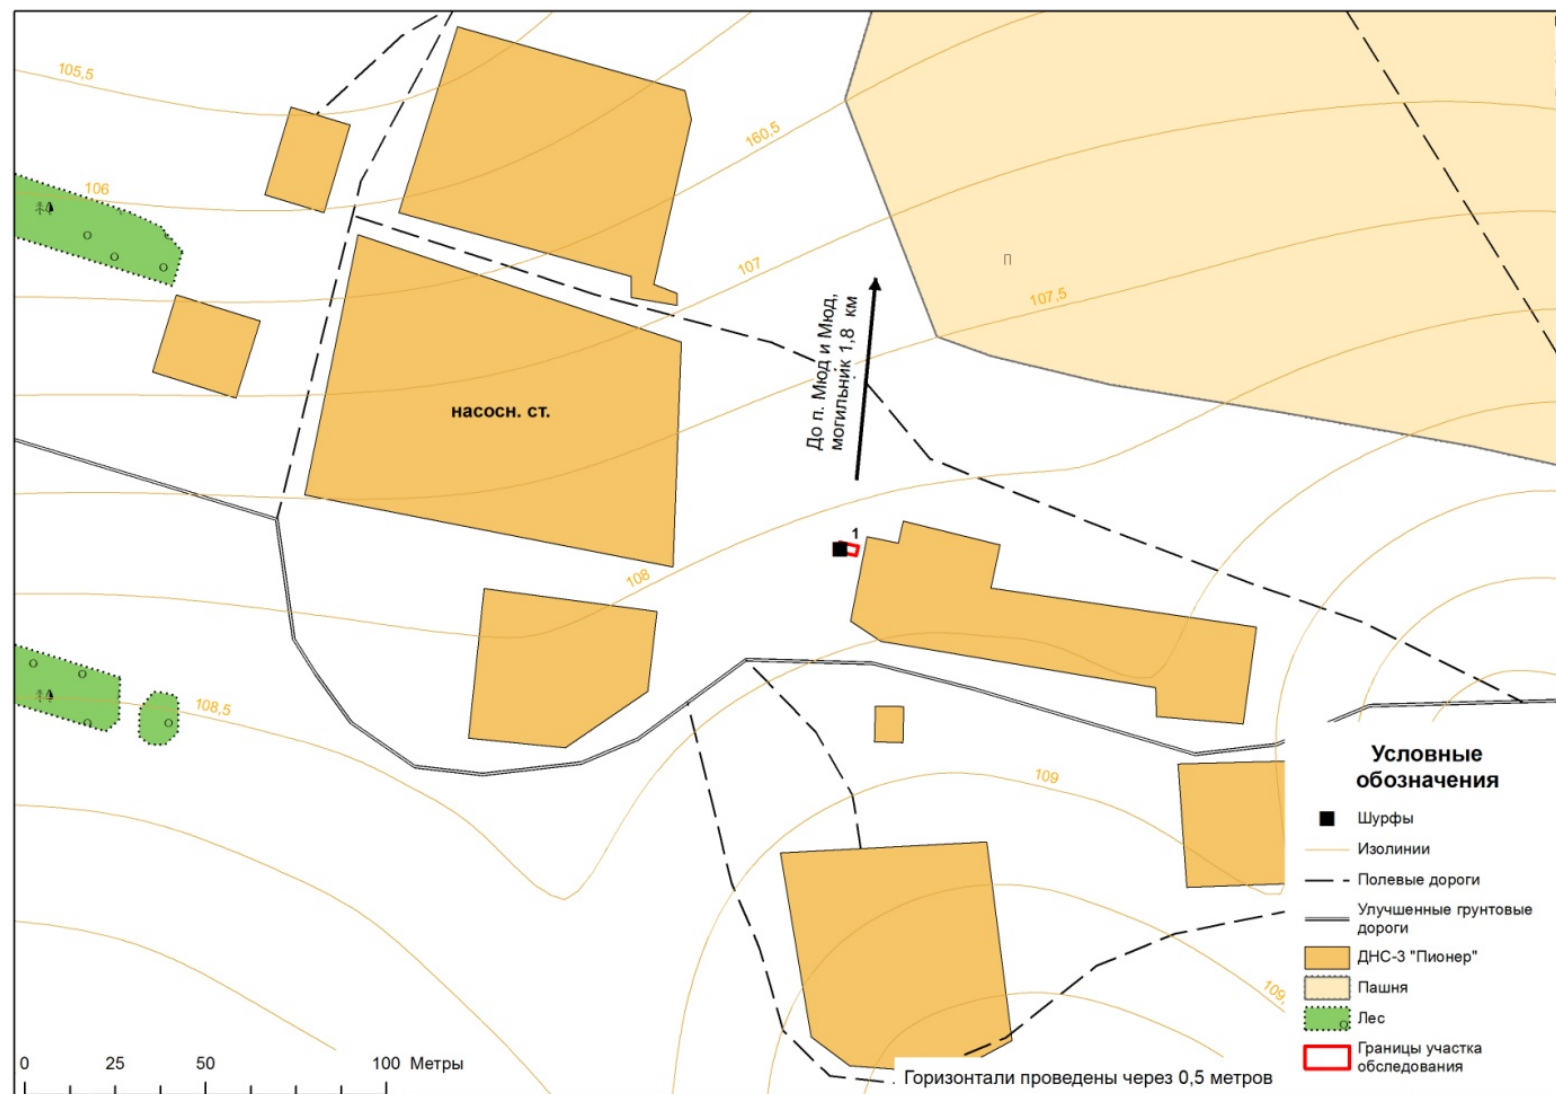 105,5
160,5
106
107
П
107,5
До п. Мюд и Мюд,
могильник 1,8 км
насосн. ст.
1
108
108,5
109
109,
Условные
обозначения
Шурфы
Изолинии
Полевые дороги
Улучшенные грунтовые
дороги
ДНС-3 "Пионер"
Пашня
Лес
Границы участка
обследования
0 25 50 100 Метры
Горизонтали проведены через 0,5 метров